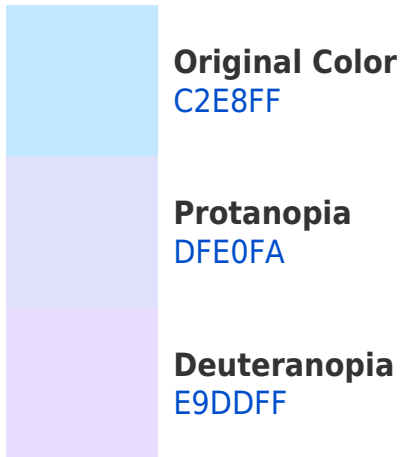 Original Color
C2E8FF
Protanopia
DFE0FA
Deuteranopia
E9DDFF